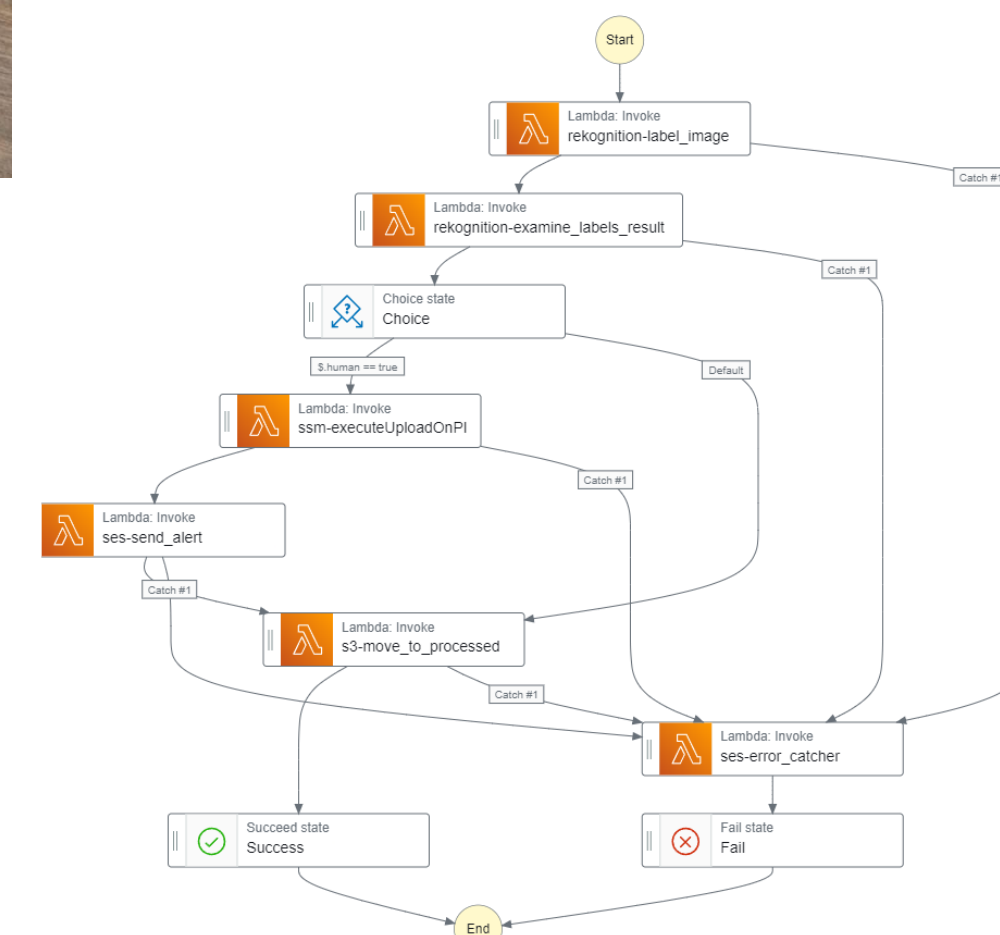 Start
Lambda: Invoke
rekognition-label_image
Catch #1
Lambda: Invoke
rekognition-examine_labels_result
Catch #1
Choice state
Choice
$.human == true
Default
Lambda: Invoke
ssm-executeUploadOnPI
Catch #1
Lambda: Invoke
ses-send_alert
Catch #1
Lambda: Invoke
s3-move_to_processed
Catch #1
Lambda: Invoke
ses-error_catcher
Succeed state
Success
Fail state
Fail
End